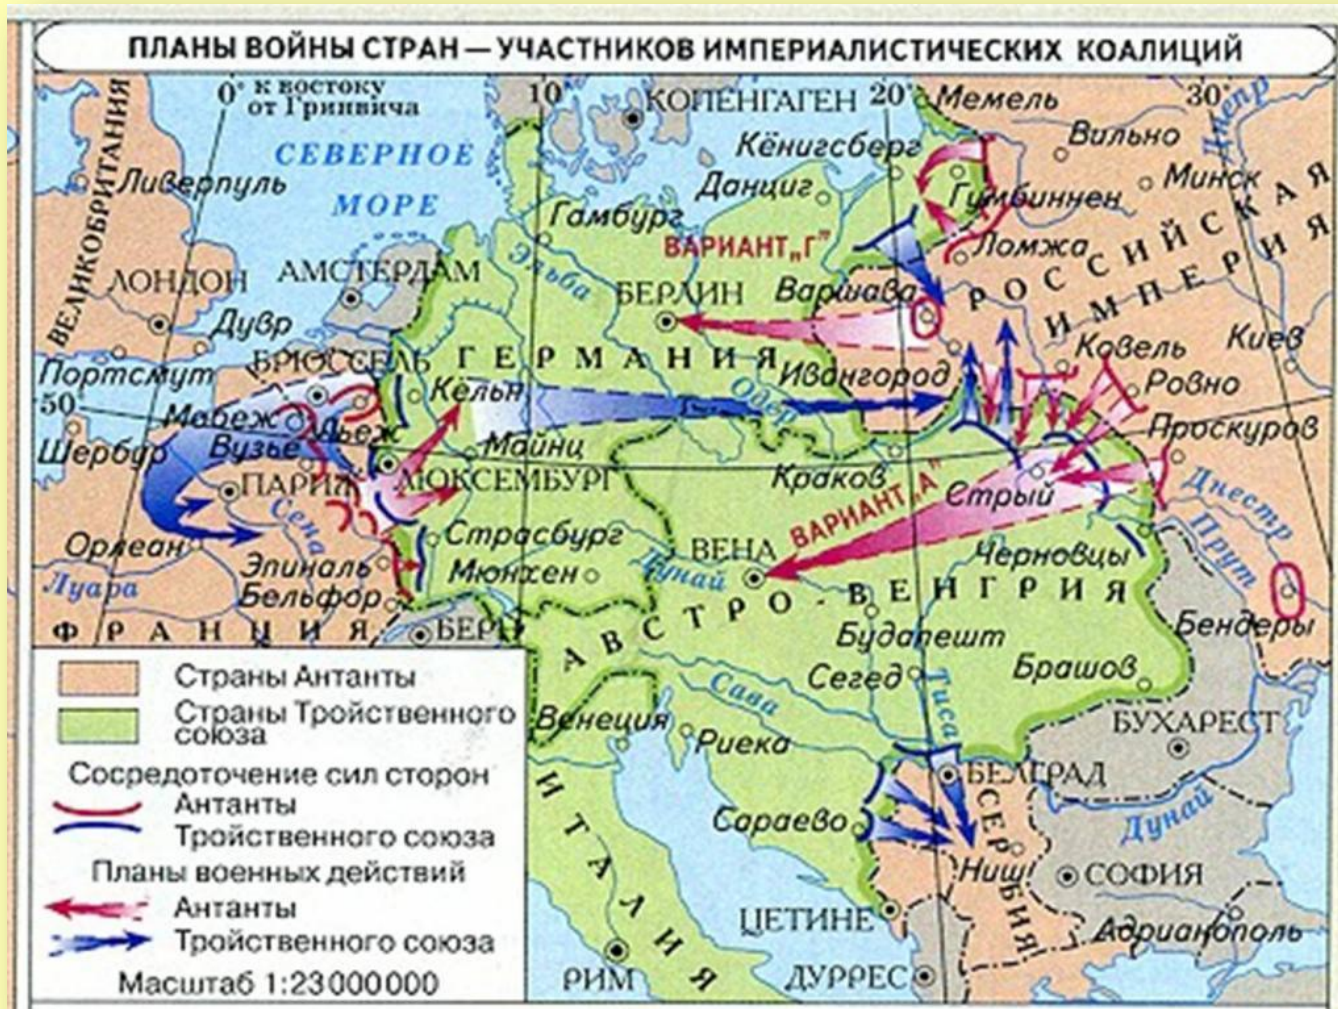 ПЛАНЫ ВОЙНЫ СТРАН — УЧАСТНИКОВ ИМПЕРИАЛИСТИЧЕСКИХ КОАЛИЦИЙ
0° к востоку
от Гринвича
10°
20°
30°
КОПЕНГАГЕН
Мемель
Днепр
ВЕЛИКОБРИТАНИЯ
СЕВЕРНОЕ
МОРЕ
Кёнигсберг
Вильно
Ливерпуль
Данциг
Гумбиннен
Минск
Гамбург
ВАРИАНТ „Г”
Ломжа
РОССИЙСКАЯ
ИМПЕРИЯ
ЛОНДОН
АМСТЕРДАМ
Эльба
БЕРЛИН
Варшава
Дувр
БРЮССЕЛЬ
ГЕРМАНИЯ
Ковель
Киев
Портсмут
Кёльн
Одер
Ивангород
Ровно
50°
Мобеж
Льеж
Проскуров
Шербур
Вузье
Майнц
Краков
ПАРИЖ
ЛЮКСЕМБУРГ
ВАРИАНТ „А”
Стрый
Днестр
Сена
Страсбург
ВЕНА
Черновцы
Прут
Орлеан
Эпиналь
Мюнхен
Дунай
Луара
Бельфор
АВСТРО-ВЕНГРИЯ
ФРАНЦИЯ
БЕРН
Будапешт
Бендеры
Сегед
Тиса
Брашов
Сава
Венеция
Риека
БУХАРЕСТ
БЕЛГРАД
ИТАЛИЯ
Сараево
СЕРБИЯ
Дунай
Ниш
СОФИЯ
ЦЕТИНЕ
Адрианополь
РИМ
ДУРРЕС
Страны Антанты
Страны Тройственного
союза
Сосредоточение сил сторон
Антанты
Тройственного союза
Планы военных действий
Антанты
Тройственного союза
Масштаб 1:23 000 000